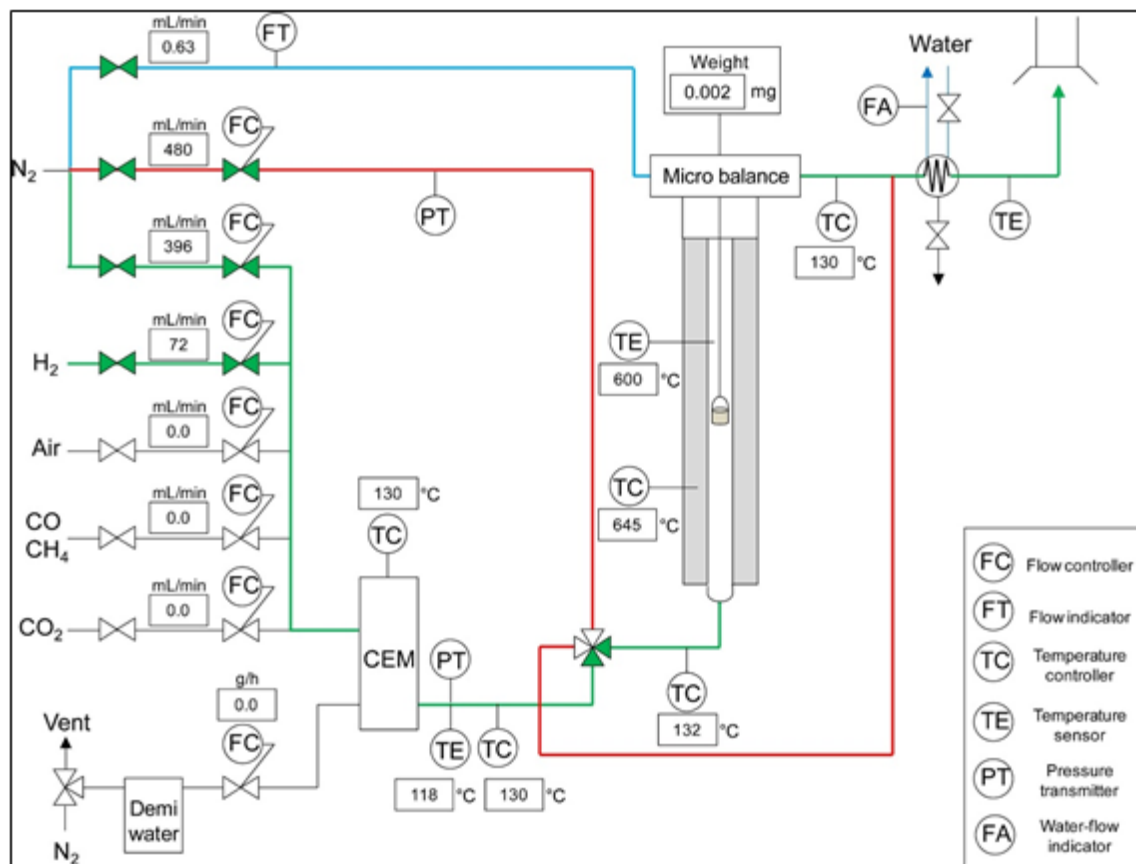 mL/min
0.63
FT
Weight
0.002 mg
Water
FA
mL/min
480
FC
N2
PT
Micro balance
TC
130 °C
TE
mL/min
396
FC
mL/min
72
FC
H2
TE
600 °C
mL/min
0.0
FC
Air
130 °C
TC
mL/min
0.0
FC
CO
CH4
TC
645 °C
mL/min
0.0
FC
CO2
CEM
PT
g/h
0.0
FC
TE
TC
118 °C
130 °C
TC
132 °C
Vent
Demi
water
N2
FC Flow controller
FT Flow indicator
TC Temperature
controller
TE Temperature
sensor
PT Pressure
transmitter
FA Water-flow
indicator